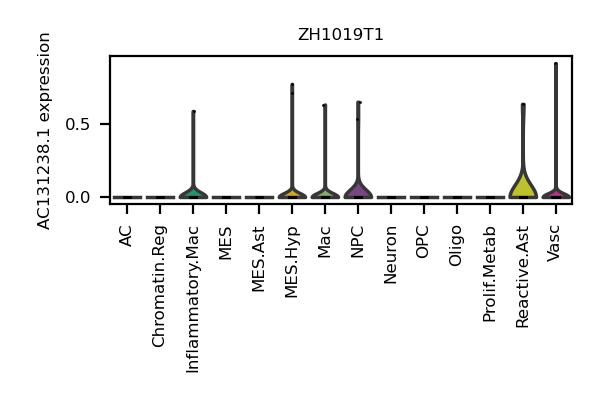 ZH1019T1
AC131238.1 expression
0.5
0.0
AC
Chromatin.Reg
Inflammatory.Mac
MES
MES.Ast
MES.Hyp
Mac
NPC
Neuron
OPC
Oligo
Prolif.Metab
Reactive.Ast
Vasc